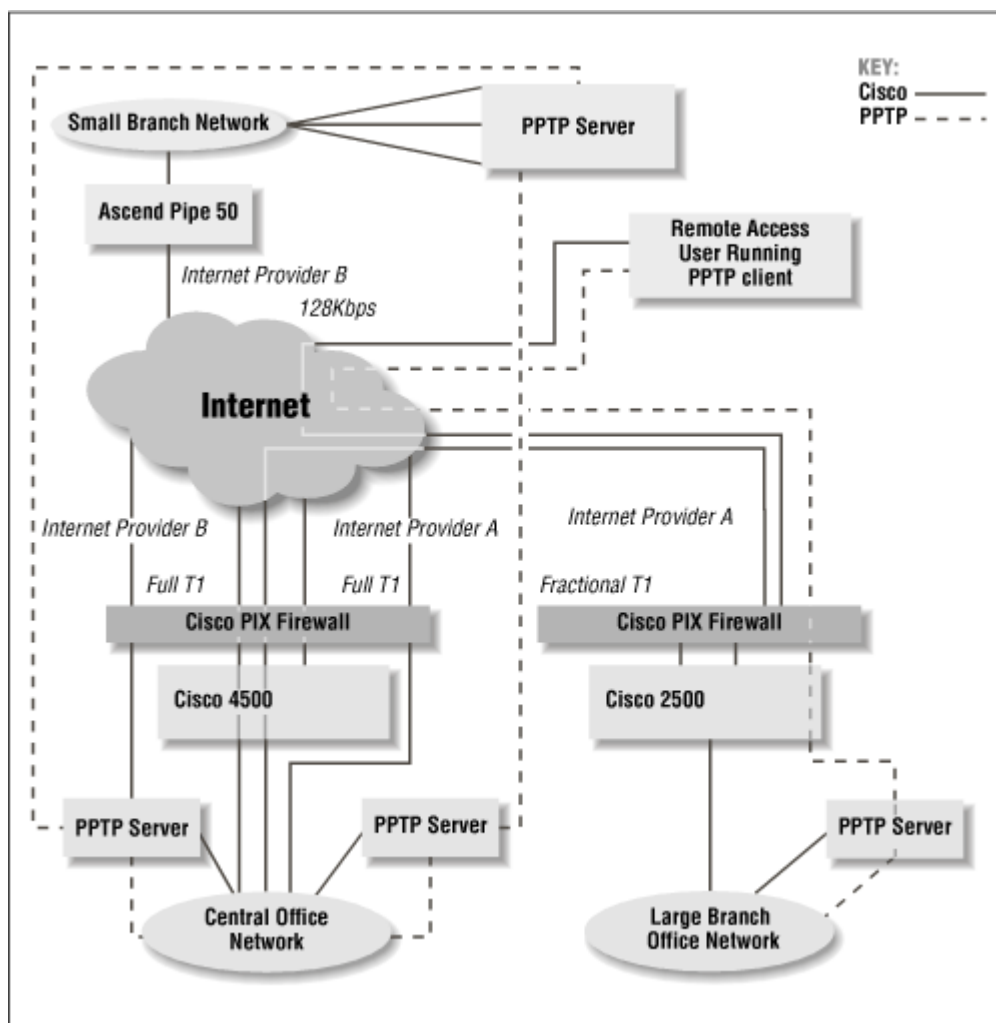 KEY:
Cisco
PPTP
Small Branch Network
PPTP Server
Ascend Pipe 50
Remote Access
User Running
PPTP client
Internet Provider B
128Kbps
Internet
Internet Provider B
Internet Provider A
Internet Provider A
Full T1
Full T1
Fractional T1
Cisco PIX Firewall
Cisco PIX Firewall
Cisco 4500
Cisco 2500
PPTP Server
PPTP Server
PPTP Server
Central Office
Network
Large Branch
Office Network